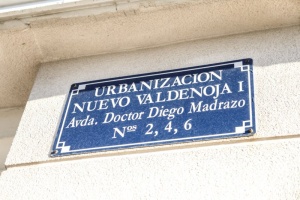 URBANIZACION
NUEVO VALDENOJA I
Avda. Doctor Diego Madrazo
Nos 2, 4, 6